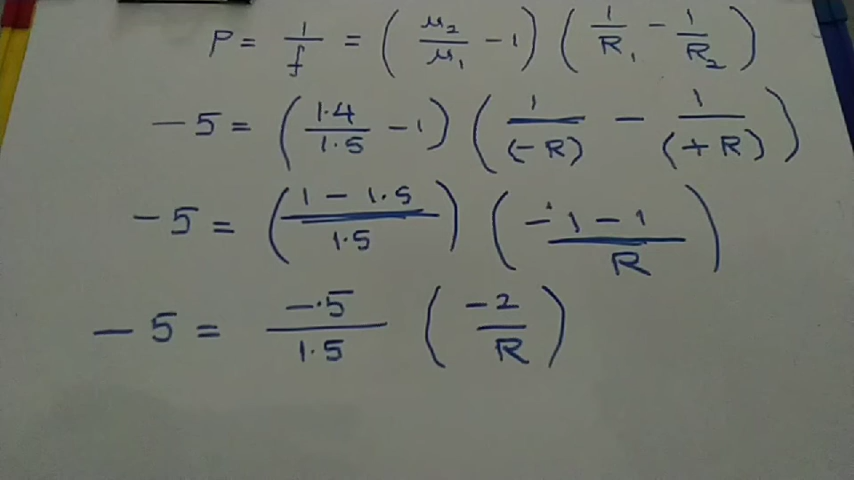 P = 1/f = (μ₂/μ₁ - 1) (1/R₁ - 1/R₂)
- 5 = (1.4/1.5 - 1) (1/(-R) - 1/(+R))
- 5 = ((1 - 1.5)/1.5) ((-1 - 1)/R)
- 5 = -.5/1.5 (-2/R)